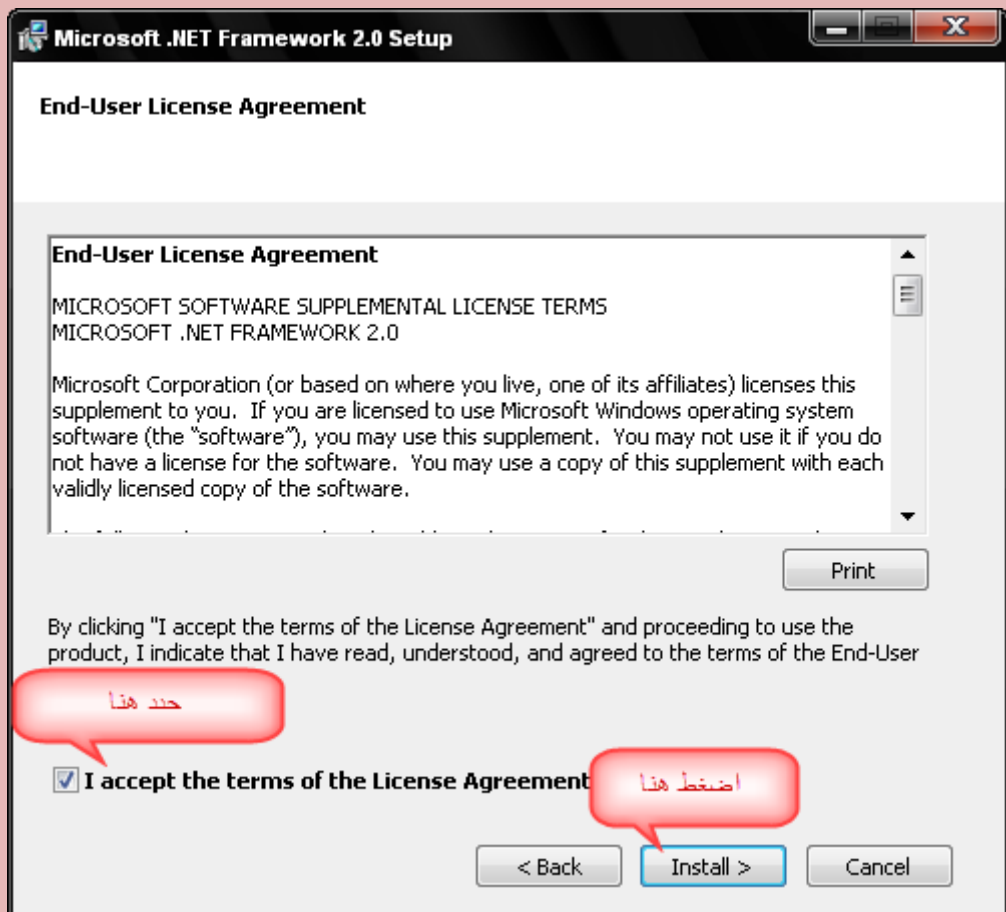 Microsoft .NET Framework 2.0 Setup
End-User License Agreement
End-User License Agreement
MICROSOFT SOFTWARE SUPPLEMENTAL LICENSE TERMS
MICROSOFT .NET FRAMEWORK 2.0
Microsoft Corporation (or based on where you live, one of its affiliates) licenses this
supplement to you.  If you are licensed to use Microsoft Windows operating system
software (the “software”), you may use this supplement.  You may not use it if you do
not have a license for the software.  You may use a copy of this supplement with each
validly licensed copy of the software.
Print
By clicking "I accept the terms of the License Agreement" and proceeding to use the
product, I indicate that I have read, understood, and agreed to the terms of the End-User
حدد هنا
I accept the terms of the License Agreement
اضغط هنا
< Back
Install >
Cancel